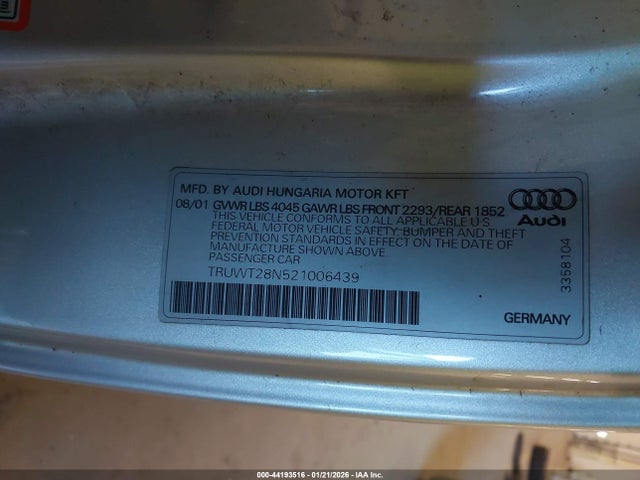 MFD. BY AUDI HUNGARIA MOTOR KFT
08/01 GVWR LBS 4045 GAWR LBS FRONT 2293/REAR 1852
THIS VEHICLE CONFORMS TO ALL APPLICABLE U.S
FEDERAL MOTOR VEHICLE SAFETY, BUMPER AND THEFT
PREVENTION STANDARDS IN EFFECT ON THE DATE OF
MANUFACTURE SHOWN ABOVE
PASSENGER CAR
TRUWT28N521006439
Audi
3358104
GERMANY
000-44193516 - 01/21/2026 - IAA Inc.